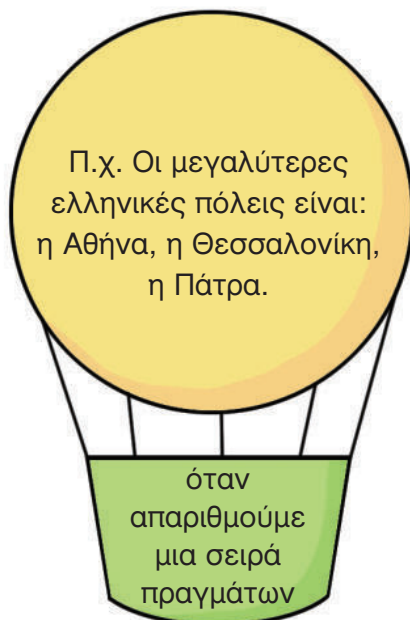 Π.χ. Οι μεγαλύτερες
ελληνικές πόλεις είναι:
η Αθήνα, η Θεσσαλονίκη,
η Πάτρα.
όταν
απαριθμούμε
μια σειρά
πραγμάτων